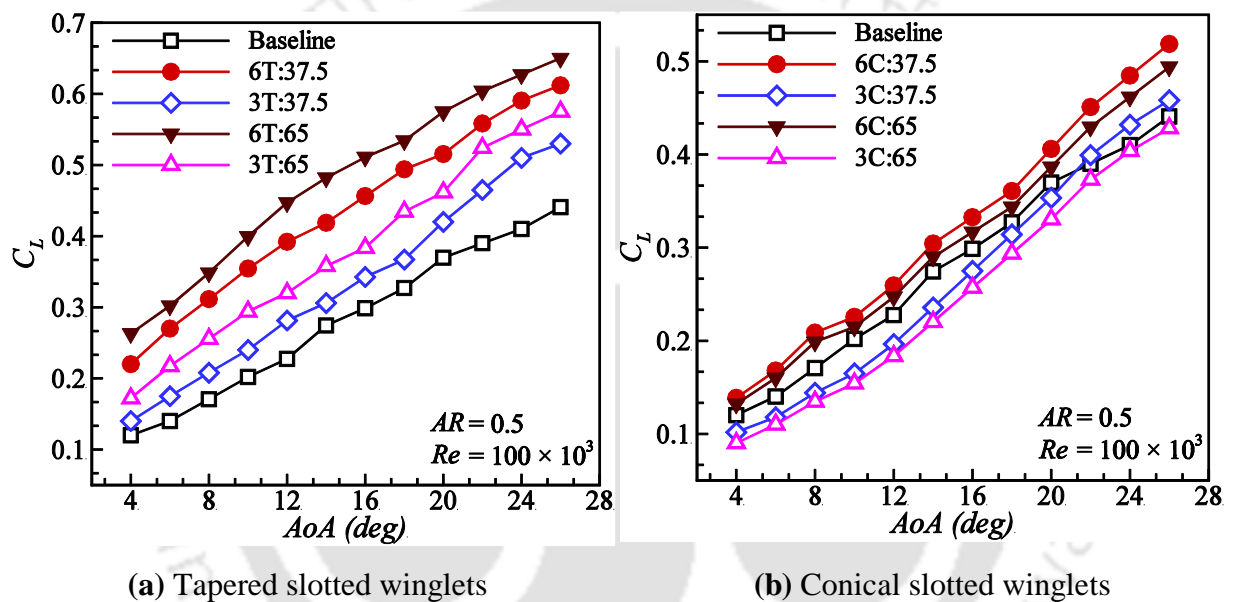 0.7
0.6
0.5
0.4
0.3
0.2
0.1
C_L
Baseline
6T:37.5
3T:37.5
6T:65
3T:65
AR = 0.5
Re = 100 × 10³
4 8 12 16 20 24 28
AoA (deg)
(a) Tapered slotted winglets
0.5
0.4
0.3
0.2
0.1
C_L
Baseline
6C:37.5
3C:37.5
6C:65
3C:65
AR = 0.5
Re = 100 × 10³
4 8 12 16 20 24 28
AoA (deg)
(b) Conical slotted winglets